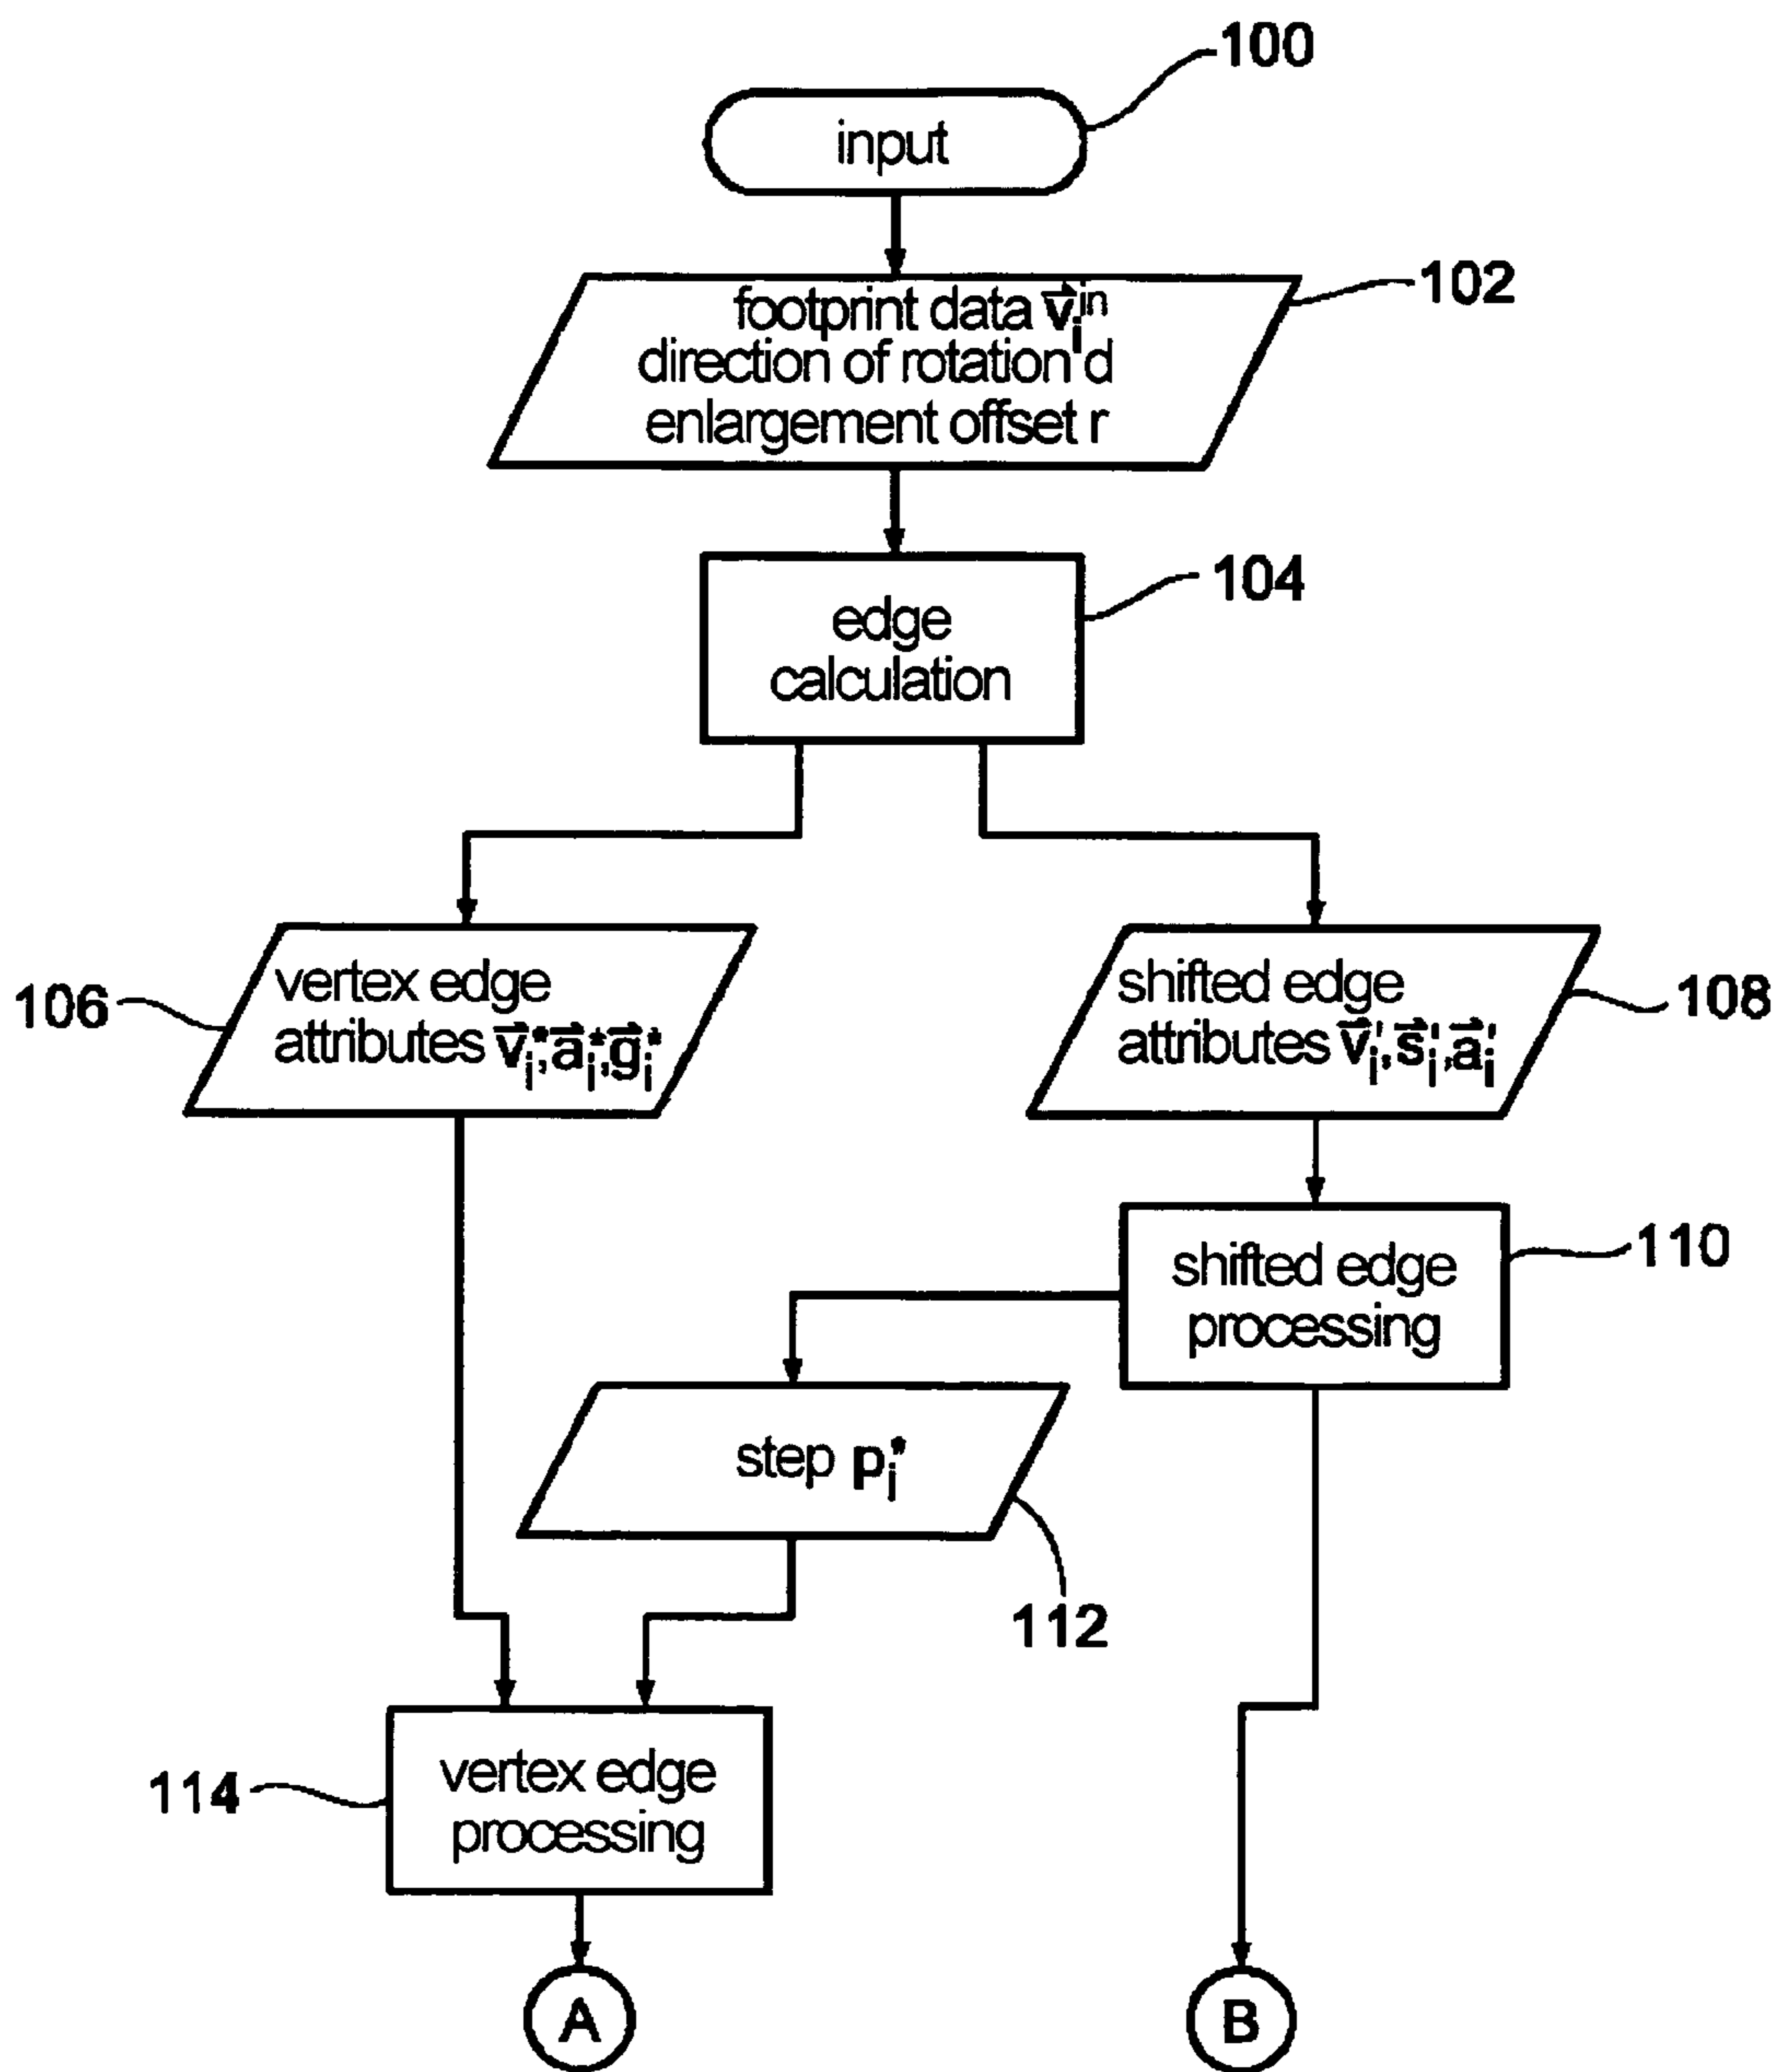 100
input
102
footprint data v⃗ᵢⁱⁿ
direction of rotation d
enlargement offset r
104
edge
calculation
106
vertex edge
attributes v⃗ᵢ*, a⃗ᵢ*, g⃗ᵢ*
108
shifted edge
attributes v⃗ᵢ', s⃗ᵢ', a⃗ᵢ'
110
shifted edge
processing
step pᵢ*
112
114
vertex edge
processing
A
B